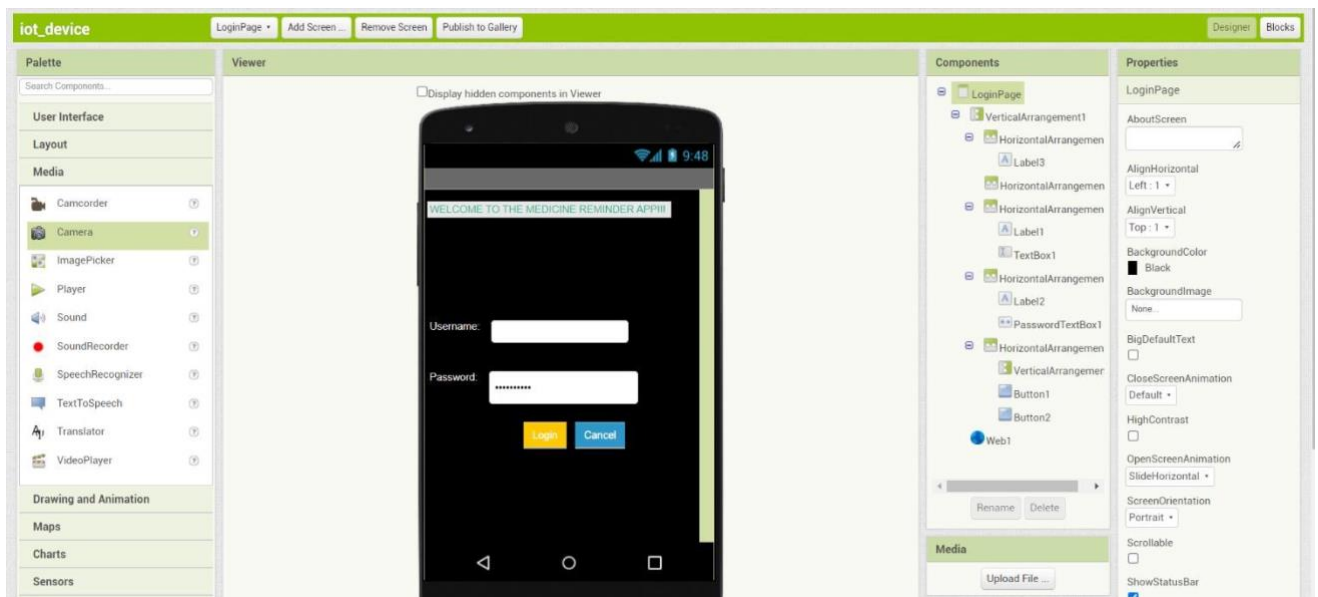 iot_device
LoginPage
Add Screen ...
Remove Screen
Publish to Gallery
Designer
Blocks
Palette
Search Components...
User Interface
Layout
Media
Camcorder
Camera
ImagePicker
Player
Sound
SoundRecorder
SpeechRecognizer
TextToSpeech
Translator
VideoPlayer
Drawing and Animation
Maps
Charts
Sensors
Viewer
Display hidden components in Viewer
9:48
WELCOME TO THE MEDICINE REMINDER APP!!!
Username:
Password:
Login
Cancel
Components
LoginPage
VerticalArrangement1
HorizontalArrangemen
Label3
HorizontalArrangemen
HorizontalArrangemen
Label1
TextBox1
HorizontalArrangemen
Label2
PasswordTextBox1
HorizontalArrangemen
VerticalArrangemer
Button1
Button2
Web1
Rename
Delete
Media
Upload File ...
Properties
LoginPage
AboutScreen
AlignHorizontal
Left : 1
AlignVertical
Top : 1
BackgroundColor
Black
BackgroundImage
None...
BigDefaultText
CloseScreenAnimation
Default
HighContrast
OpenScreenAnimation
SlideHorizontal
ScreenOrientation
Portrait
Scrollable
ShowStatusBar